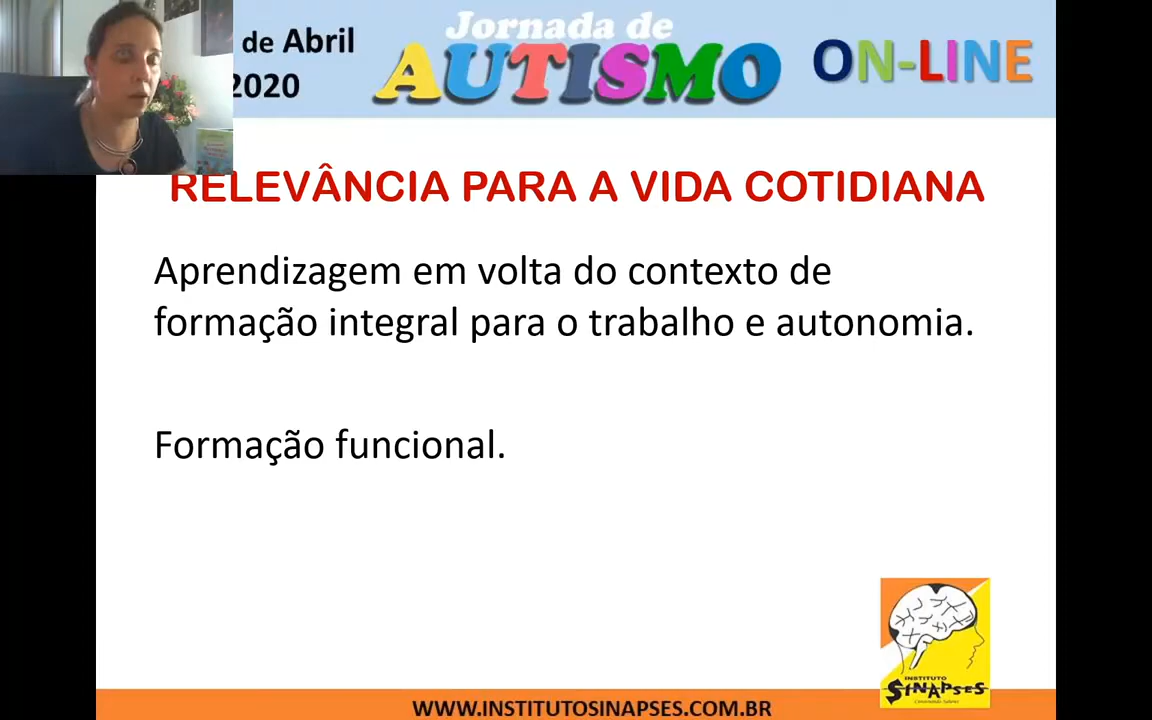 de Abril
2020
Jornada de
AUTISMO
ON-LINE
RELEVÂNCIA PARA A VIDA COTIDIANA
Aprendizagem em volta do contexto de
formação integral para o trabalho e autonomia.
Formação funcional.
INSTITUTO
SINAPSES
WWW.INSTITUTOSINAPSES.COM.BR